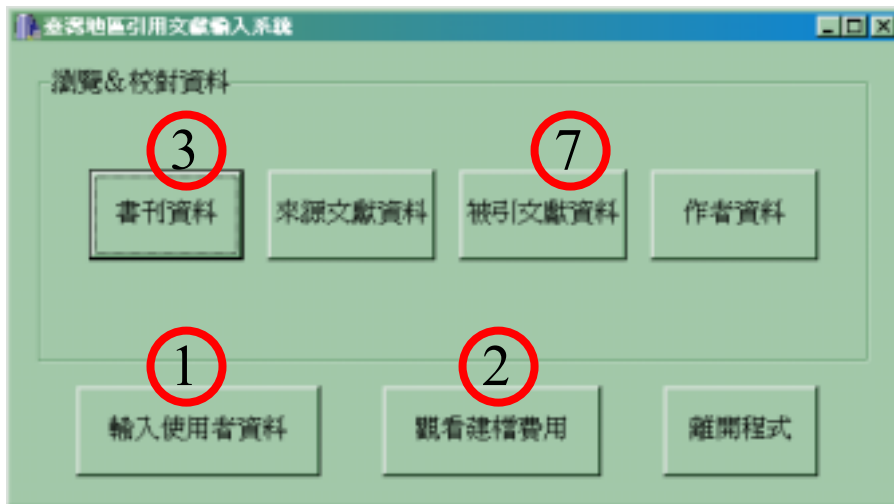 臺灣地區引用文獻輸入系統
瀏覽&校對資料
3 7
書刊資料 來源文獻資料 被引文獻資料 作者資料
1 2
輸入使用者資料 觀看建檔費用 離開程式